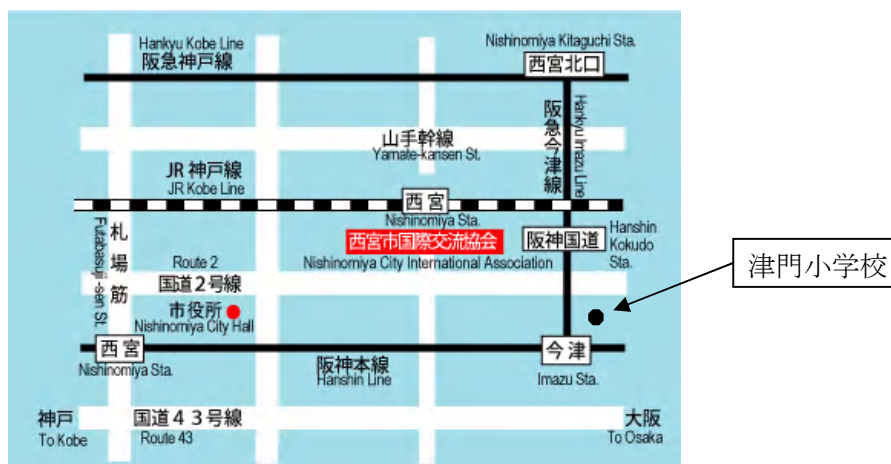 Hankyu Kobe Line
阪急神戸線
Nishinomiya Kitaguchi Sta.
西宮北口
阪急今津線
Hankyu Imazu Line
山手幹線
Yamate-kansen St.
JR 神戸線
JR Kobe Line
西宮
Nishinomiya Sta.
西宮市国際交流協会
Nishinomiya City International Association
阪神国道
Hanshin
Kokudo
Sta.
札場筋
Futabasuji-sen St.
Route 2
国道2号線
市役所
Nishinomiya City Hall
津門小学校
西宮
Nishinomiya Sta.
阪神本線
Hanshin Line
今津
Imazu Sta.
神戸
To Kobe
国道43号線
Route 43
大阪
To Osaka